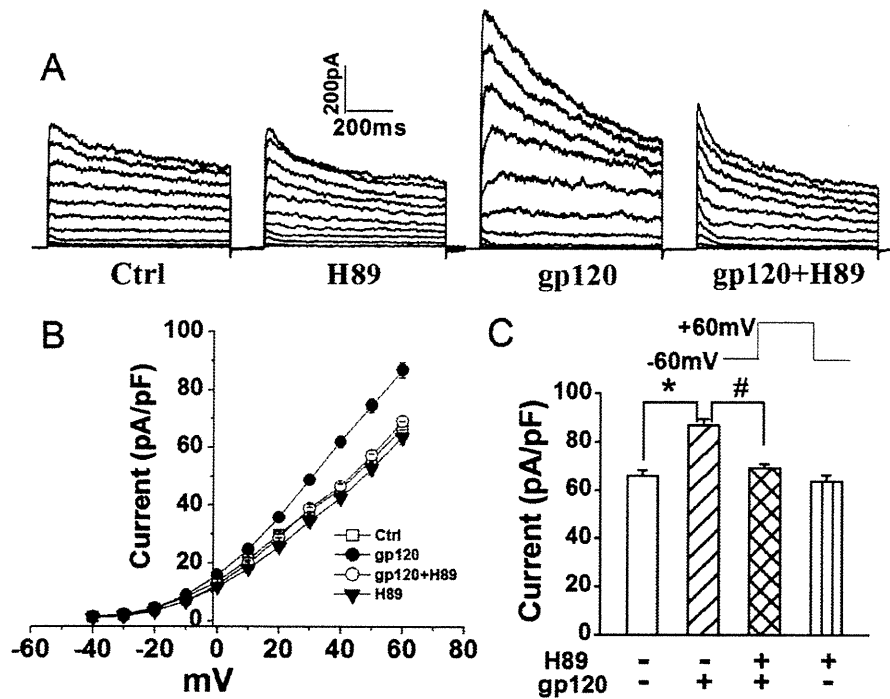 A
200pA
200ms
Ctrl
H89
gp120
gp120+H89
B
Current (pA/pF)
100
80
60
40
20
0
-60 -40 -20 0 20 40 60 80
mV
Ctrl
gp120
gp120+H89
H89
C
+60mV
-60mV
* #
Current (pA/pF)
100
80
60
40
20
0
H89 - - + +
gp120 - + + -